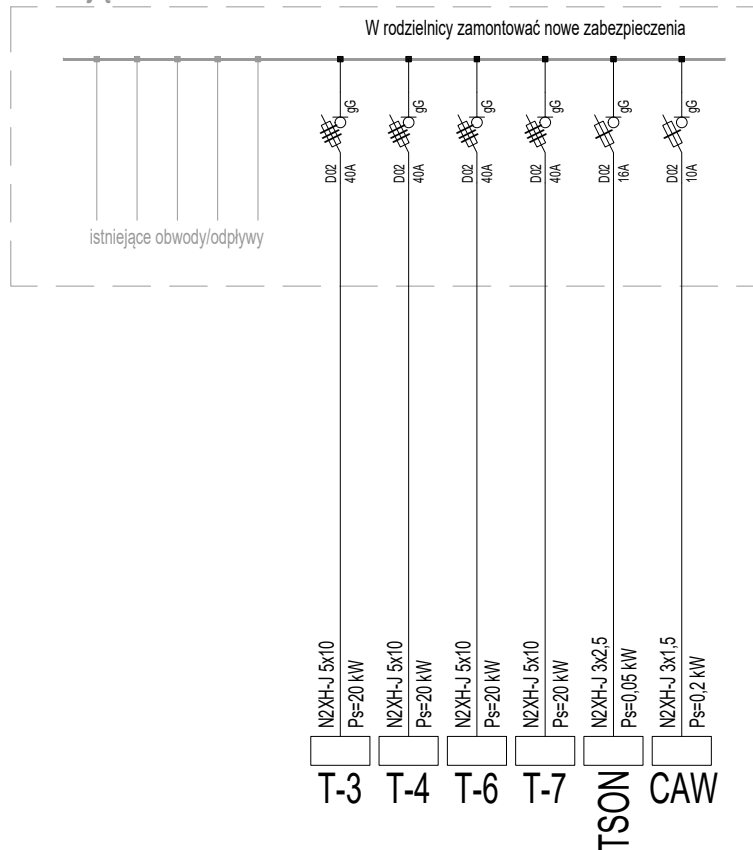 W rodzielnicy zamontować nowe zabezpieczenia
gG
gG
gG
gG
gG
gG
D02
40A
D02
40A
D02
40A
D02
40A
D02
16A
D02
10A
istniejące obwody/odpływy
N2XH-J 5x10
Ps=20 kW
N2XH-J 5x10
Ps=20 kW
N2XH-J 5x10
Ps=20 kW
N2XH-J 5x10
Ps=20 kW
N2XH-J 3x2,5
Ps=0,05 kW
N2XH-J 3x1,5
Ps=0,2 kW
T-3
T-4
T-6
T-7
TSON
CAW